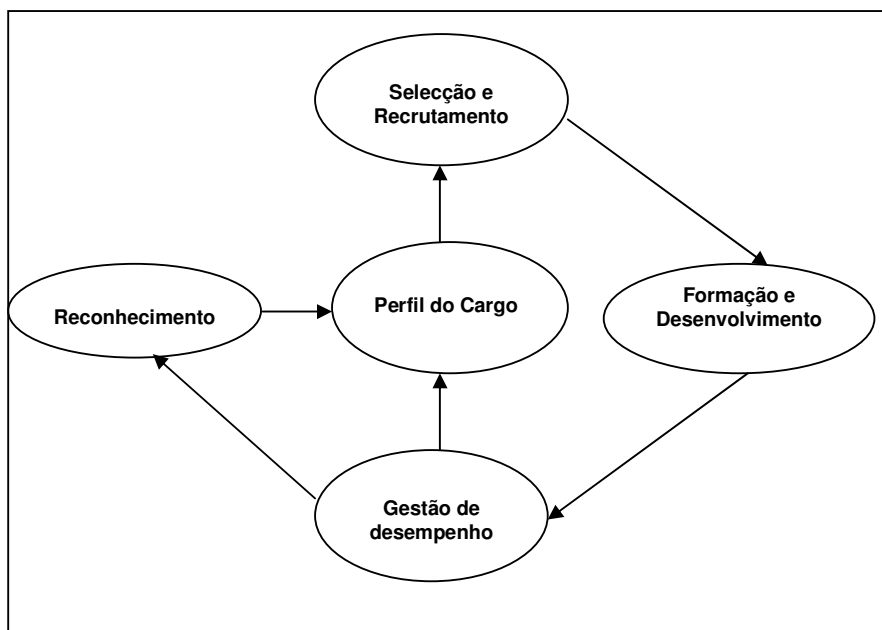 Selecção e
Recrutamento
Perfil do Cargo
Reconhecimento
Formação e
Desenvolvimento
Gestão de
desempenho